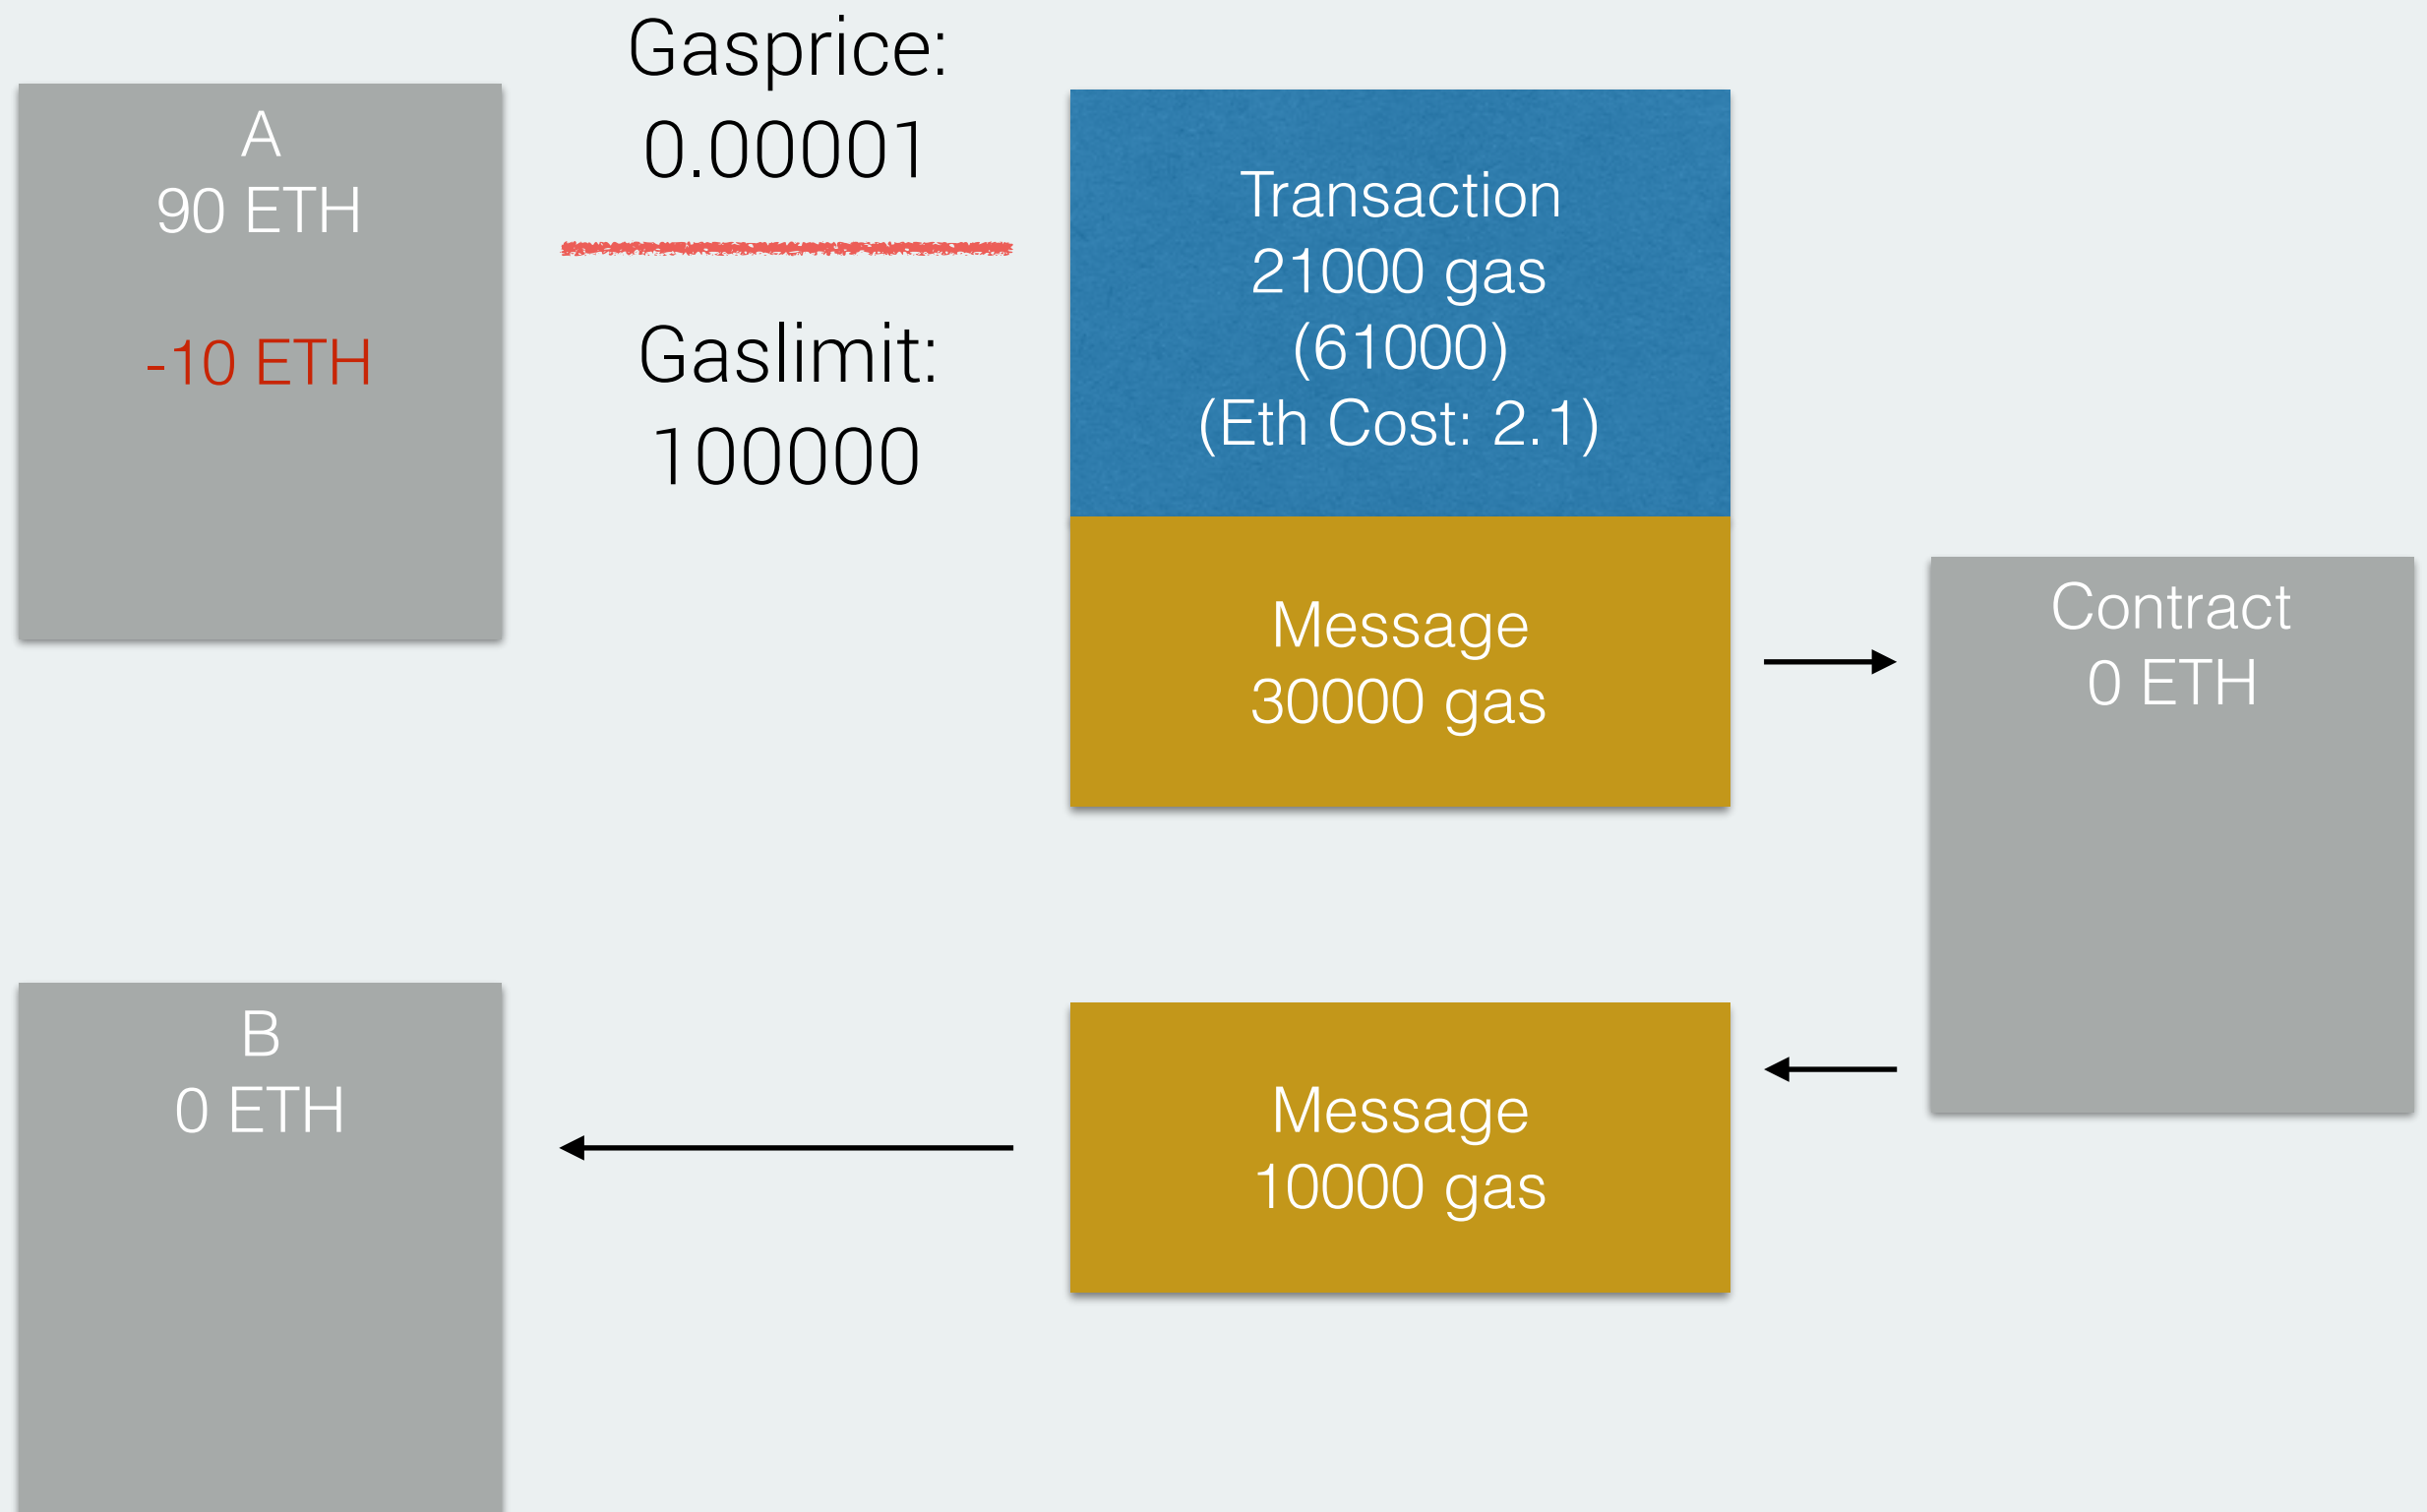 A
90 ETH
-10 ETH
Gasprice:
0.00001
Gaslimit:
100000
Transaction
21000 gas
(61000)
(Eth Cost: 2.1)
Message
30000 gas
Contract
0 ETH
B
0 ETH
Message
10000 gas